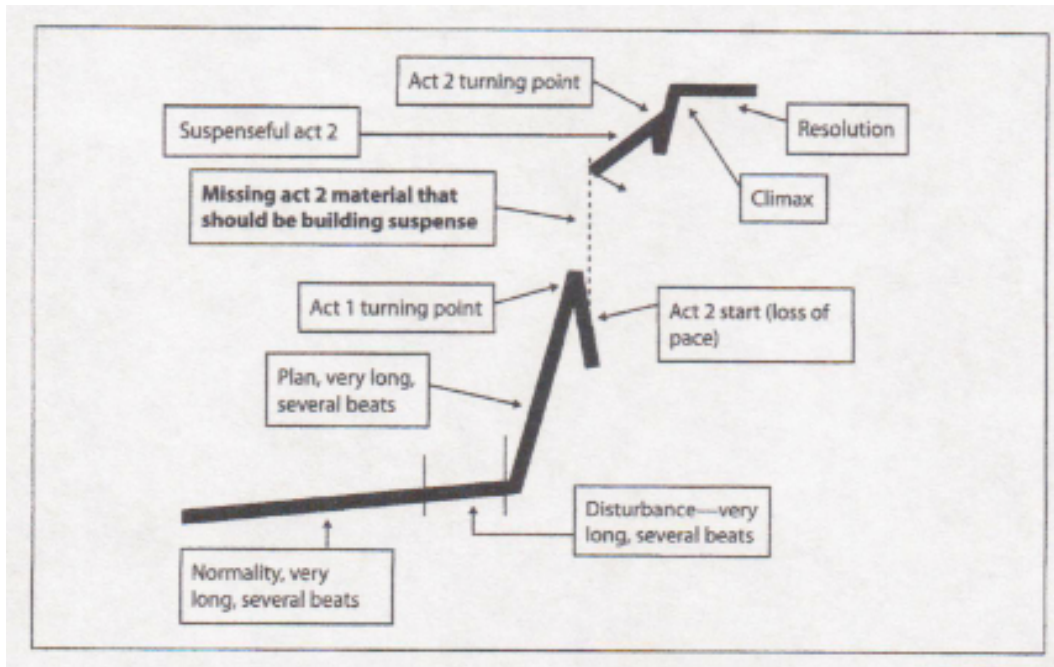 Act 2 turning point
Suspenseful act 2
Resolution
Missing act 2 material that
should be building suspense
Climax
Act 1 turning point
Act 2 start (loss of
pace)
Plan, very long,
several beats
Disturbance—very
long, several beats
Normality, very
long, several beats